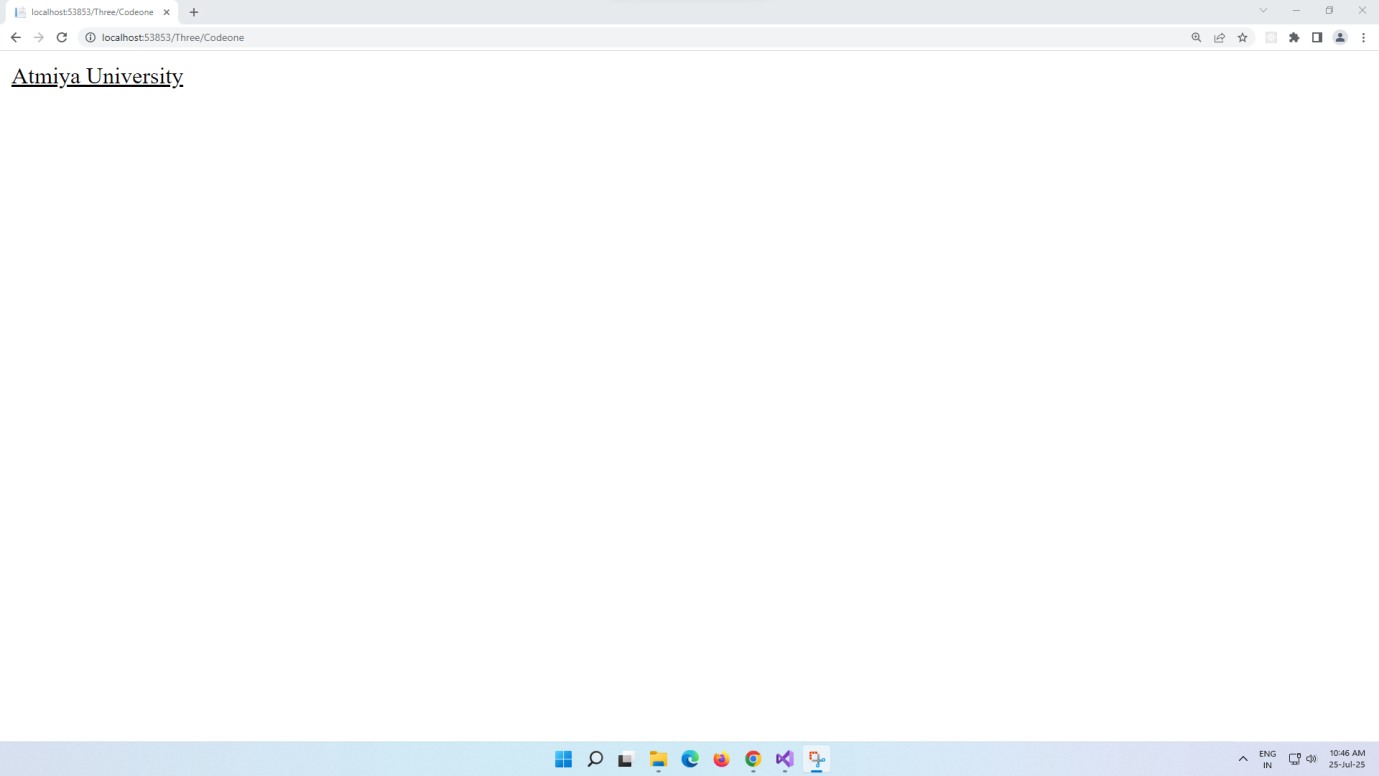 localhost:53853/Three/Codeone
localhost:53853/Three/Codeone
Atmiya University
ENG
IN
10:46 AM
25-Jul-25